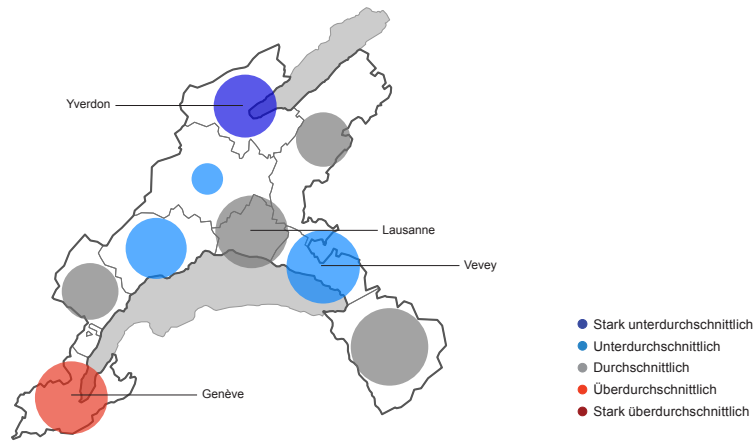 Yverdon
Lausanne
Vevey
Genève
Stark unterdurchschnittlich
Unterdurchschnittlich
Durchschnittlich
Überdurchschnittlich
Stark überdurchschnittlich